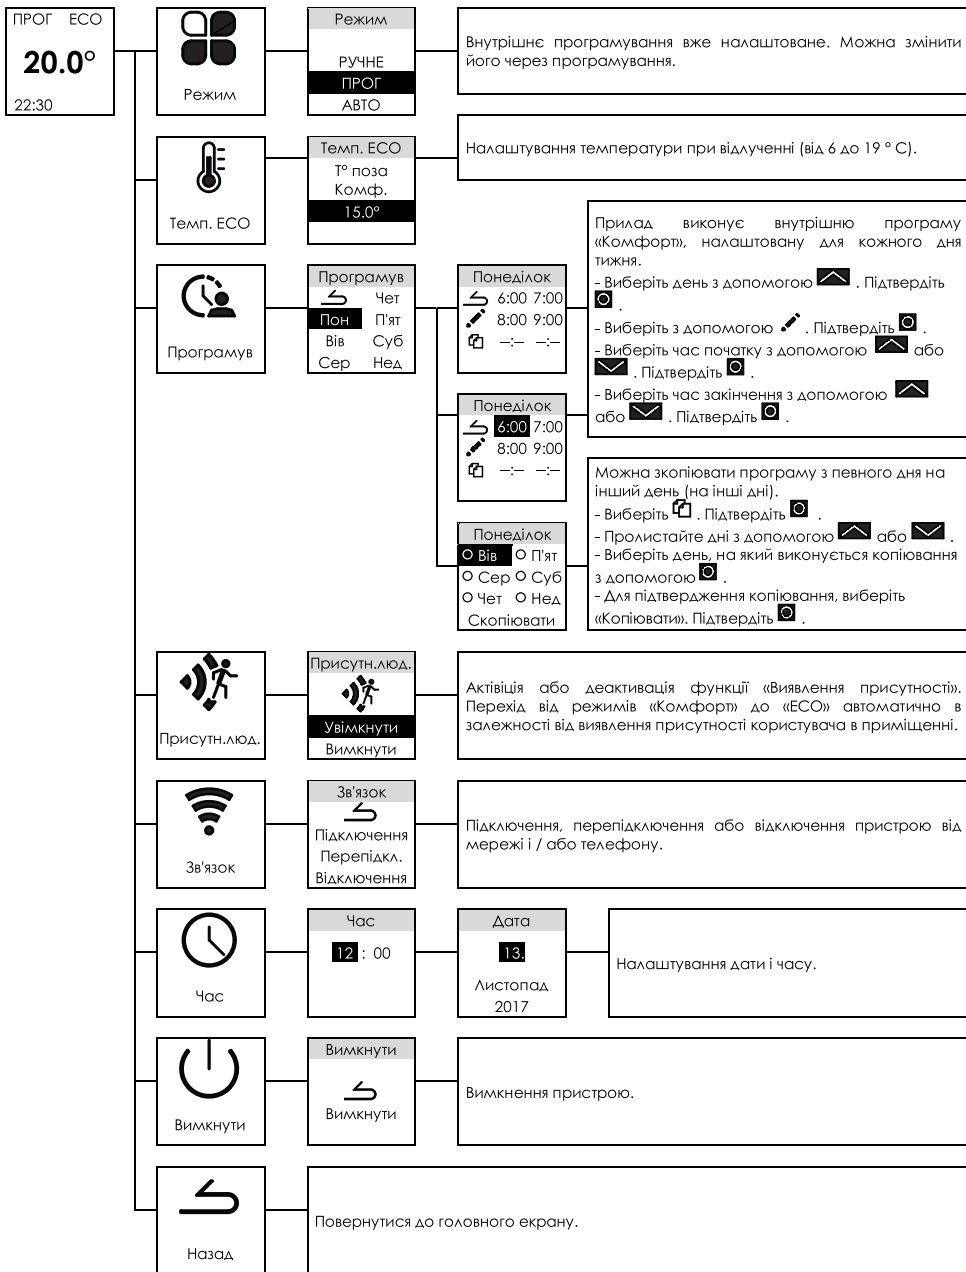 ПРОГ ECO
20.0°
22:30
Режим
Режим
РУЧНЕ
ПРОГ
АВТО
Внутрішнє програмування вже налаштоване. Можна змінити
його через програмування.
Темп. ECO
Темп. ECO
T° поза
Комф.
15.0°
Налаштування температури при відлученні (від 6 до 19 ° С).
Програмув
Програмув
Чет
Пон П'ят
Вів Суб
Сер Нед
Понеділок
6:00 7:00
8:00 9:00
–:– –:–
Понеділок
6:00 7:00
8:00 9:00
–:– –:–
Прилад виконує внутрішню програму
«Комфорт», налаштовану для кожного дня
тижня.
- Виберіть день з допомогою . Підтвердіть
.
- Виберіть з допомогою . Підтвердіть .
- Виберіть час початку з допомогою або
. Підтвердіть .
- Виберіть час закінчення з допомогою
або . Підтвердіть .
Понеділок
Вів П'ят
Сер Суб
Чет Нед
Скопіювати
Можна зкопіювати програму з певного дня на
інший день (на інші дні).
- Виберіть . Підтвердіть .
- Пролистайте дні з допомогою або .
- Виберіть день, на який виконується копіювання
з допомогою .
- Для підтвердження копіювання, виберіть
«Копіювати». Підтвердіть .
Присутн.люд.
Присутн.люд.
Увімкнути
Вимкнути
Актівіція або деактивація функції «Виявлення присутності».
Перехід від режимів «Комфорт» до «ECO» автоматично в
залежності від виявлення присутності користувача в приміщенні.
Зв'язок
Зв'язок
Підключення
Перепідкл.
Відключення
Підключення, перепідключення або відключення пристрою від
мережі і / або телефону.
Час
Час
12 : 00
Дата
13.
Листопад
2017
Налаштування дати і часу.
Вимкнути
Вимкнути
Вимкнути
Вимкнення пристрою.
Назад
Повернутися до головного екрану.